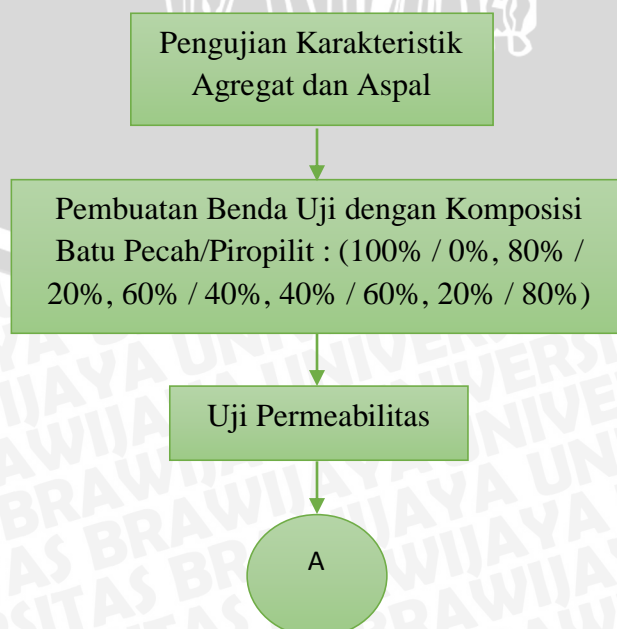 Pengujian Karakteristik
Agregat dan Aspal
Pembuatan Benda Uji dengan Komposisi
Batu Pecah/Piropilit : (100% / 0%, 80% /
20%, 60% / 40%, 40% / 60%, 20% / 80%)
Uji Permeabilitas
A